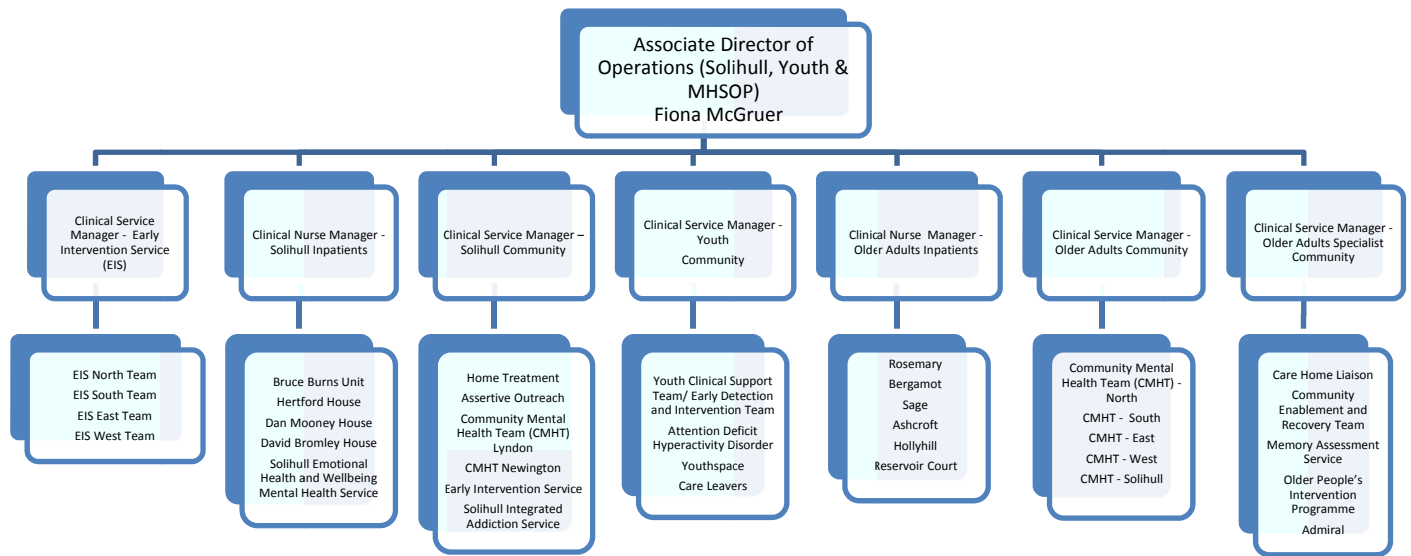 Associate Director of
Operations (Solihull, Youth &
MHSOP)
Fiona McGruer
Clinical Service
Manager -  Early
Intervention Service
(EIS)
Clinical Nurse Manager -
Solihull Inpatients
Clinical Service Manager –
Solihull Community
Clinical Service Manager -
Youth
Community
Clinical Nurse  Manager -
Older Adults Inpatients
Clinical Service Manager -
Older Adults Community
Clinical Service Manager -
Older Adults Specialist
Community
EIS North Team
EIS South Team
EIS East Team
EIS West Team
Bruce Burns Unit
Hertford House
Dan Mooney House
David Bromley House
Solihull Emotional
Health and Wellbeing
Mental Health Service
Home Treatment
Assertive Outreach
Community Mental
Health Team (CMHT)
Lyndon
CMHT Newington
Early Intervention Service
Solihull Integrated
Addiction Service
Youth Clinical Support
Team/ Early Detection
and Intervention Team
Attention Deficit
Hyperactivity Disorder
Youthspace
Care Leavers
Rosemary
Bergamot
Sage
Ashcroft
Hollyhill
Reservoir Court
Community Mental
Health Team (CMHT) -
North
CMHT -  South
CMHT - East
CMHT - West
CMHT - Solihull
Care Home Liaison
Community
Enablement and
Recovery Team
Memory Assessment
Service
Older People’s
Intervention
Programme
Admiral